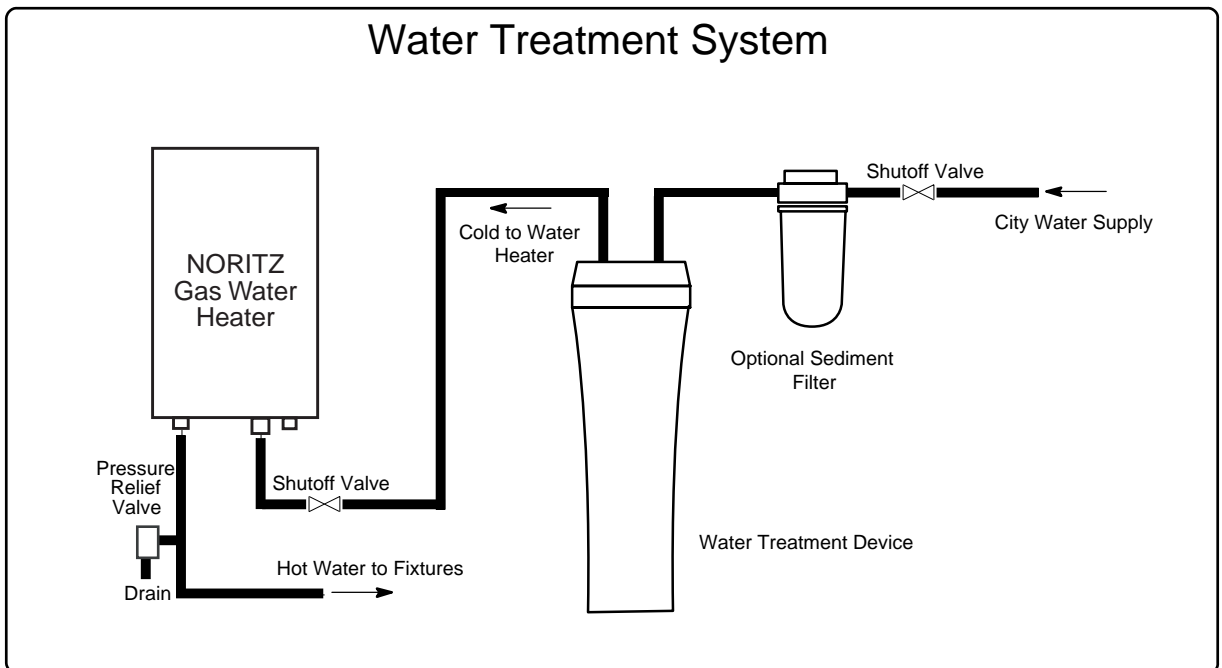 Water Treatment System
Shutoff Valve
City Water Supply
Cold to Water
Heater
NORITZ
Gas Water
Heater
Optional Sediment
Filter
Pressure
Relief
Valve
Shutoff Valve
Water Treatment Device
Hot Water to Fixtures
Drain